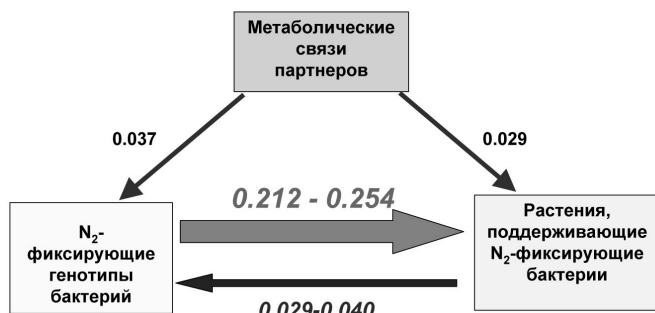 Метаболические
связи
партнеров
0.037
0.029
0.212 - 0.254
N₂-
фиксирующие
генотипы
бактерий
Растения,
поддерживающие
N₂-фиксирующие
бактерии
0.029-0.040